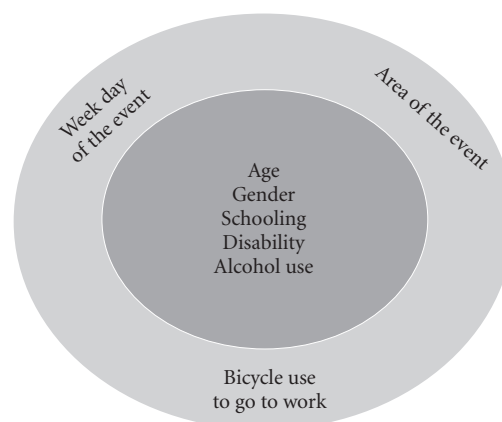 Week day
of the event
Area of the event
Age
Gender
Schooling
Disability
Alcohol use
Bicycle use
to go to work